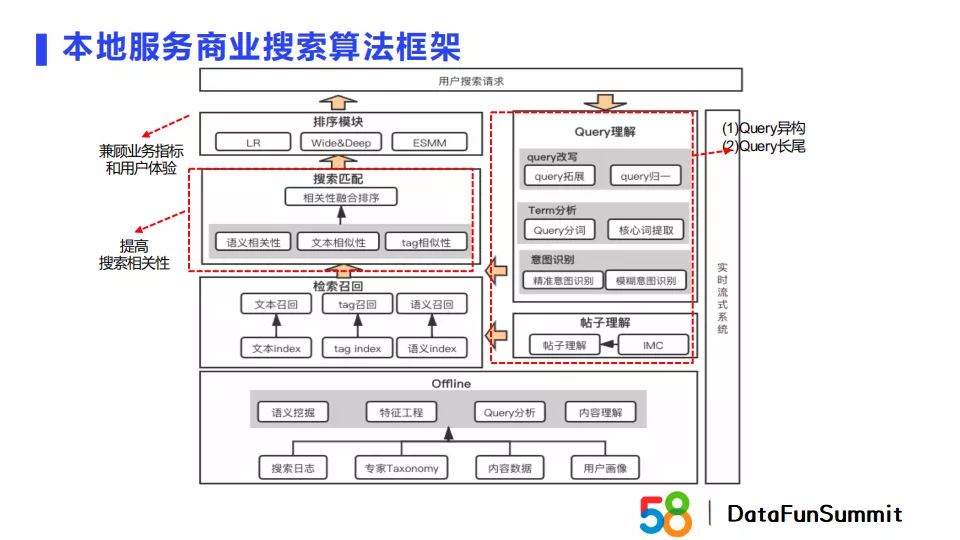 本地服务商业搜索算法框架
用户搜索请求
排序模块
LR
Wide&Deep
ESMM
兼顾业务指标
和用户体验
搜索匹配
相关性融合排序
语义相关性
文本相似性
tag相似性
提高
搜索相关性
检索召回
文本召回
tag召回
语义召回
文本index
tag index
语义index
Query理解
query改写
query拓展
query归一
Term分析
Query分词
核心词提取
意图识别
精准意图识别
模糊意图识别
(1)Query异构
(2)Query长尾
帖子理解
帖子理解
IMC
实时流式系统
Offline
语义挖掘
特征工程
Query分析
内容理解
搜索日志
专家Taxonomy
内容数据
用户画像
58
DataFunSummit